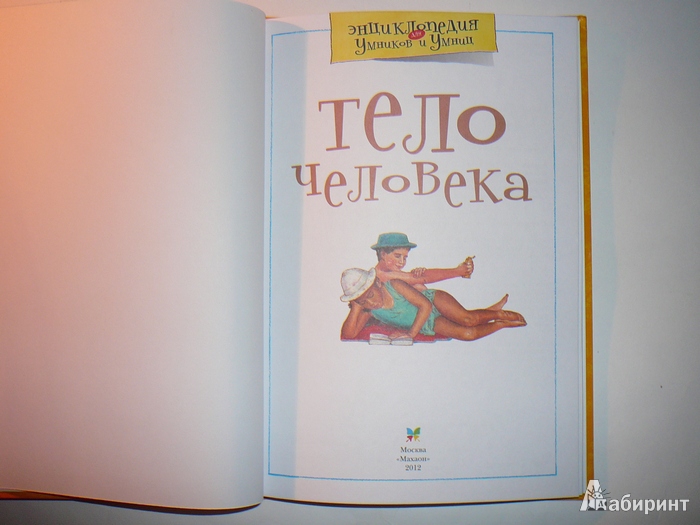 энциклопедия
для
Умников и Умниц
Тело
человека
Москва
«Махаон»
2012
Лабиринт